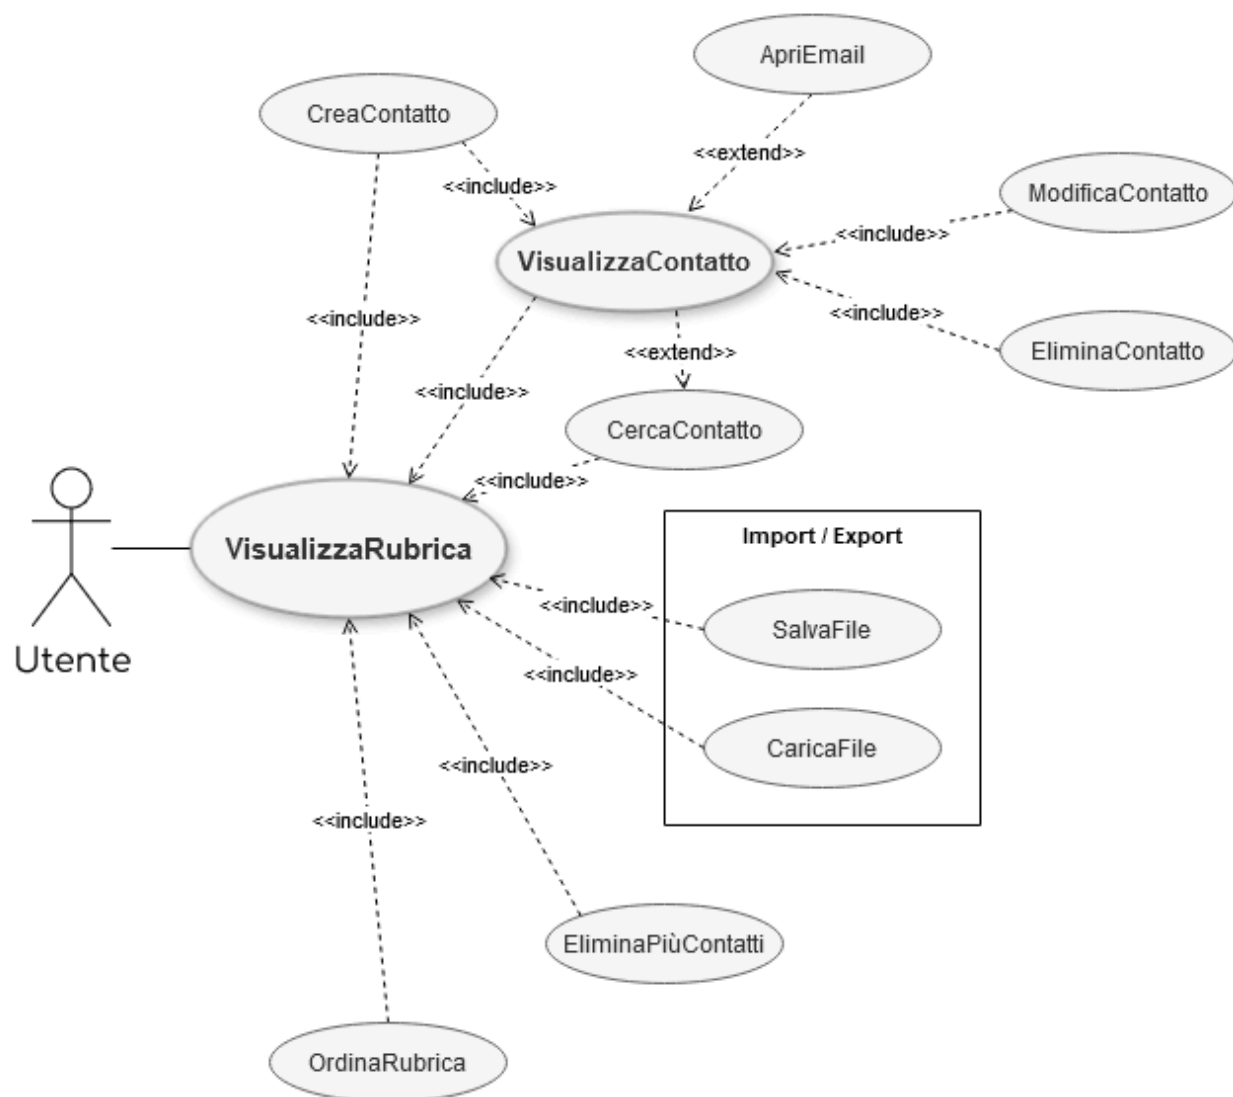 ApriEmail
CreaContatto
<<extend>>
<<include>>
ModificaContatto
<<include>>
VisualizzaContatto
<<include>>
<<include>>
<<extend>>
EliminaContatto
<<include>>
CercaContatto
<<include>>
Import / Export
VisualizzaRubrica
<<include>>
SalvaFile
Utente
<<include>>
CaricaFile
<<include>>
<<include>>
EliminaPiùContatti
OrdinaRubrica